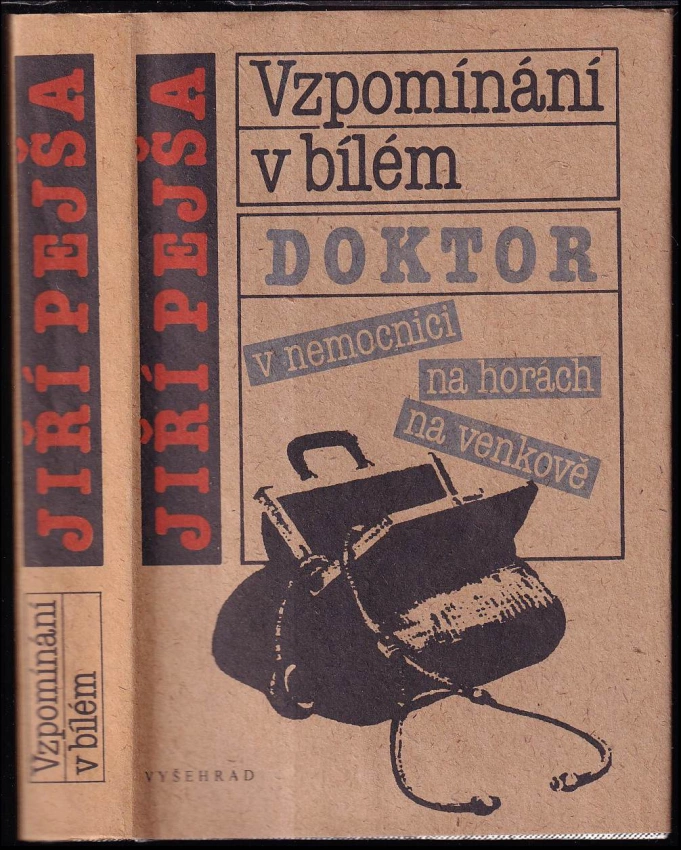 JIŘÍ PEJŠA
Vzpomínání
v bílém
JIŘÍ PEJŠA
Vzpomínání
v bílém
DOKTOR
v nemocnici
na horách
na venkově
VYŠEHRAD